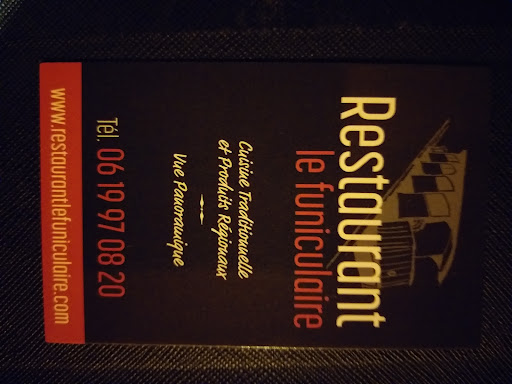 Restaurant
le funiculaire
Cuisine Traditionnelle
et Produits Régionaux
Vue Panoramique
Tél. 06 19 97 08 20
www.restaurantlefuniculaire.com